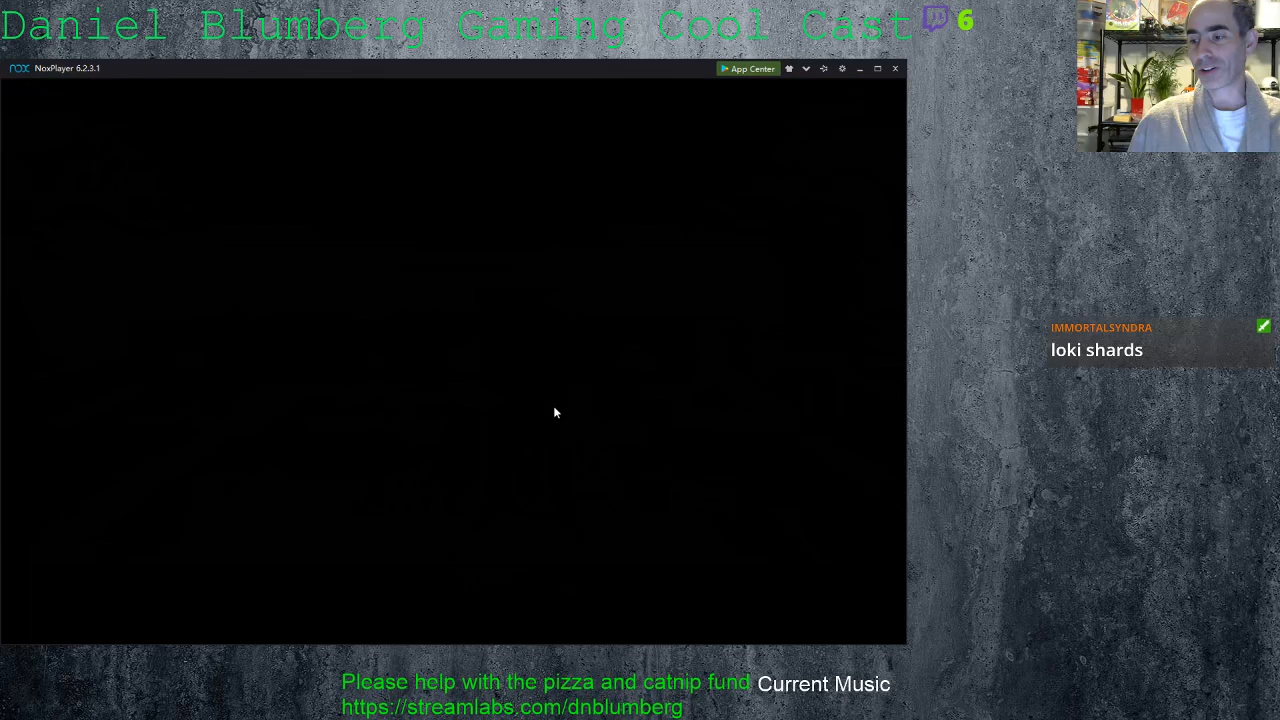 Daniel Blumberg Gaming Cool Cast 6
nox NoxPlayer 6.2.3.1 App Center
IMMORTALSYNDRA
loki shards
Please help with the pizza and catnip fund Current Music
https://streamlabs.com/dnblumberg